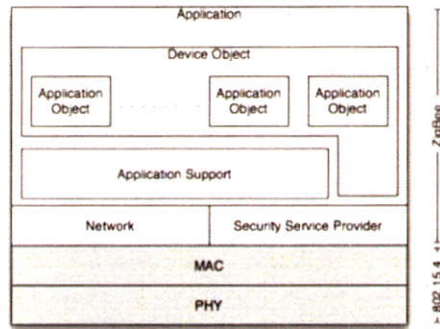 Application
Device Object
Application
Object
Application
Object
Application
Object
Application Support
Network
Security Service Provider
MAC
PHY
ZigBee
802.15.4